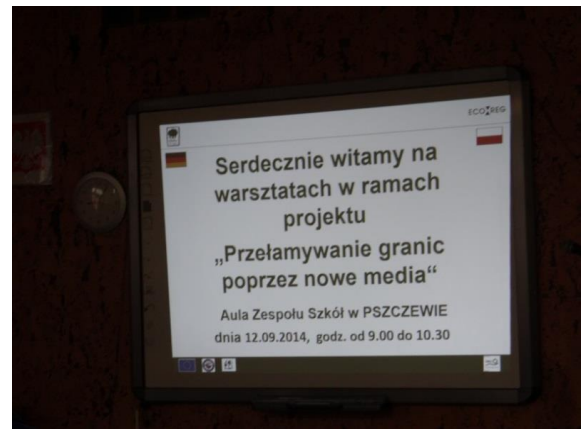 ECO REG
Serdecznie witamy na
warsztatach w ramach
projektu
„Przełamywanie granic
poprzez nowe media“
Aula Zespołu Szkół w PSZCZEWIE
dnia 12.09.2014, godz. od 9.00 do 10.30